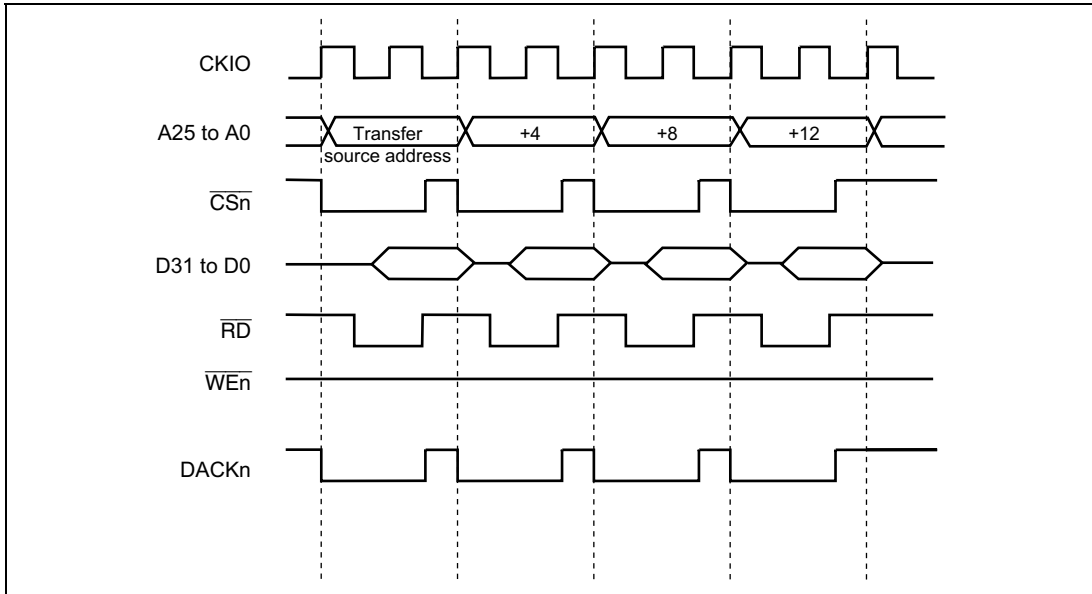 CKIO
A25 to A0
Transfer
source address
+4
+8
+12
CSn
D31 to D0
RD
WEn
DACKn